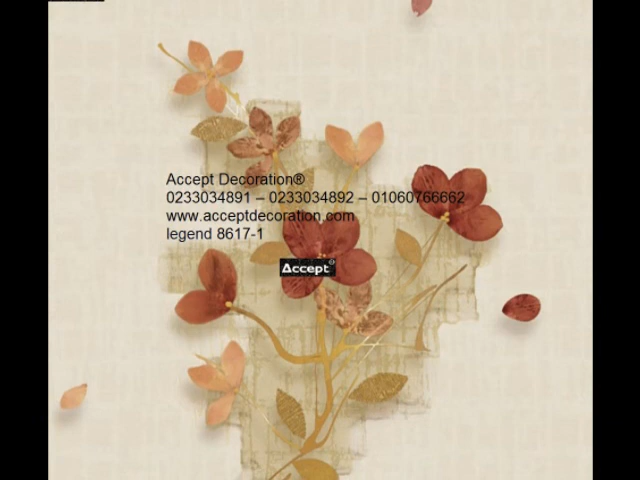 Accept Decoration®
0233034891 – 0233034892 – 01060766662
www.acceptdecoration.com
legend 8617-1
Accept®